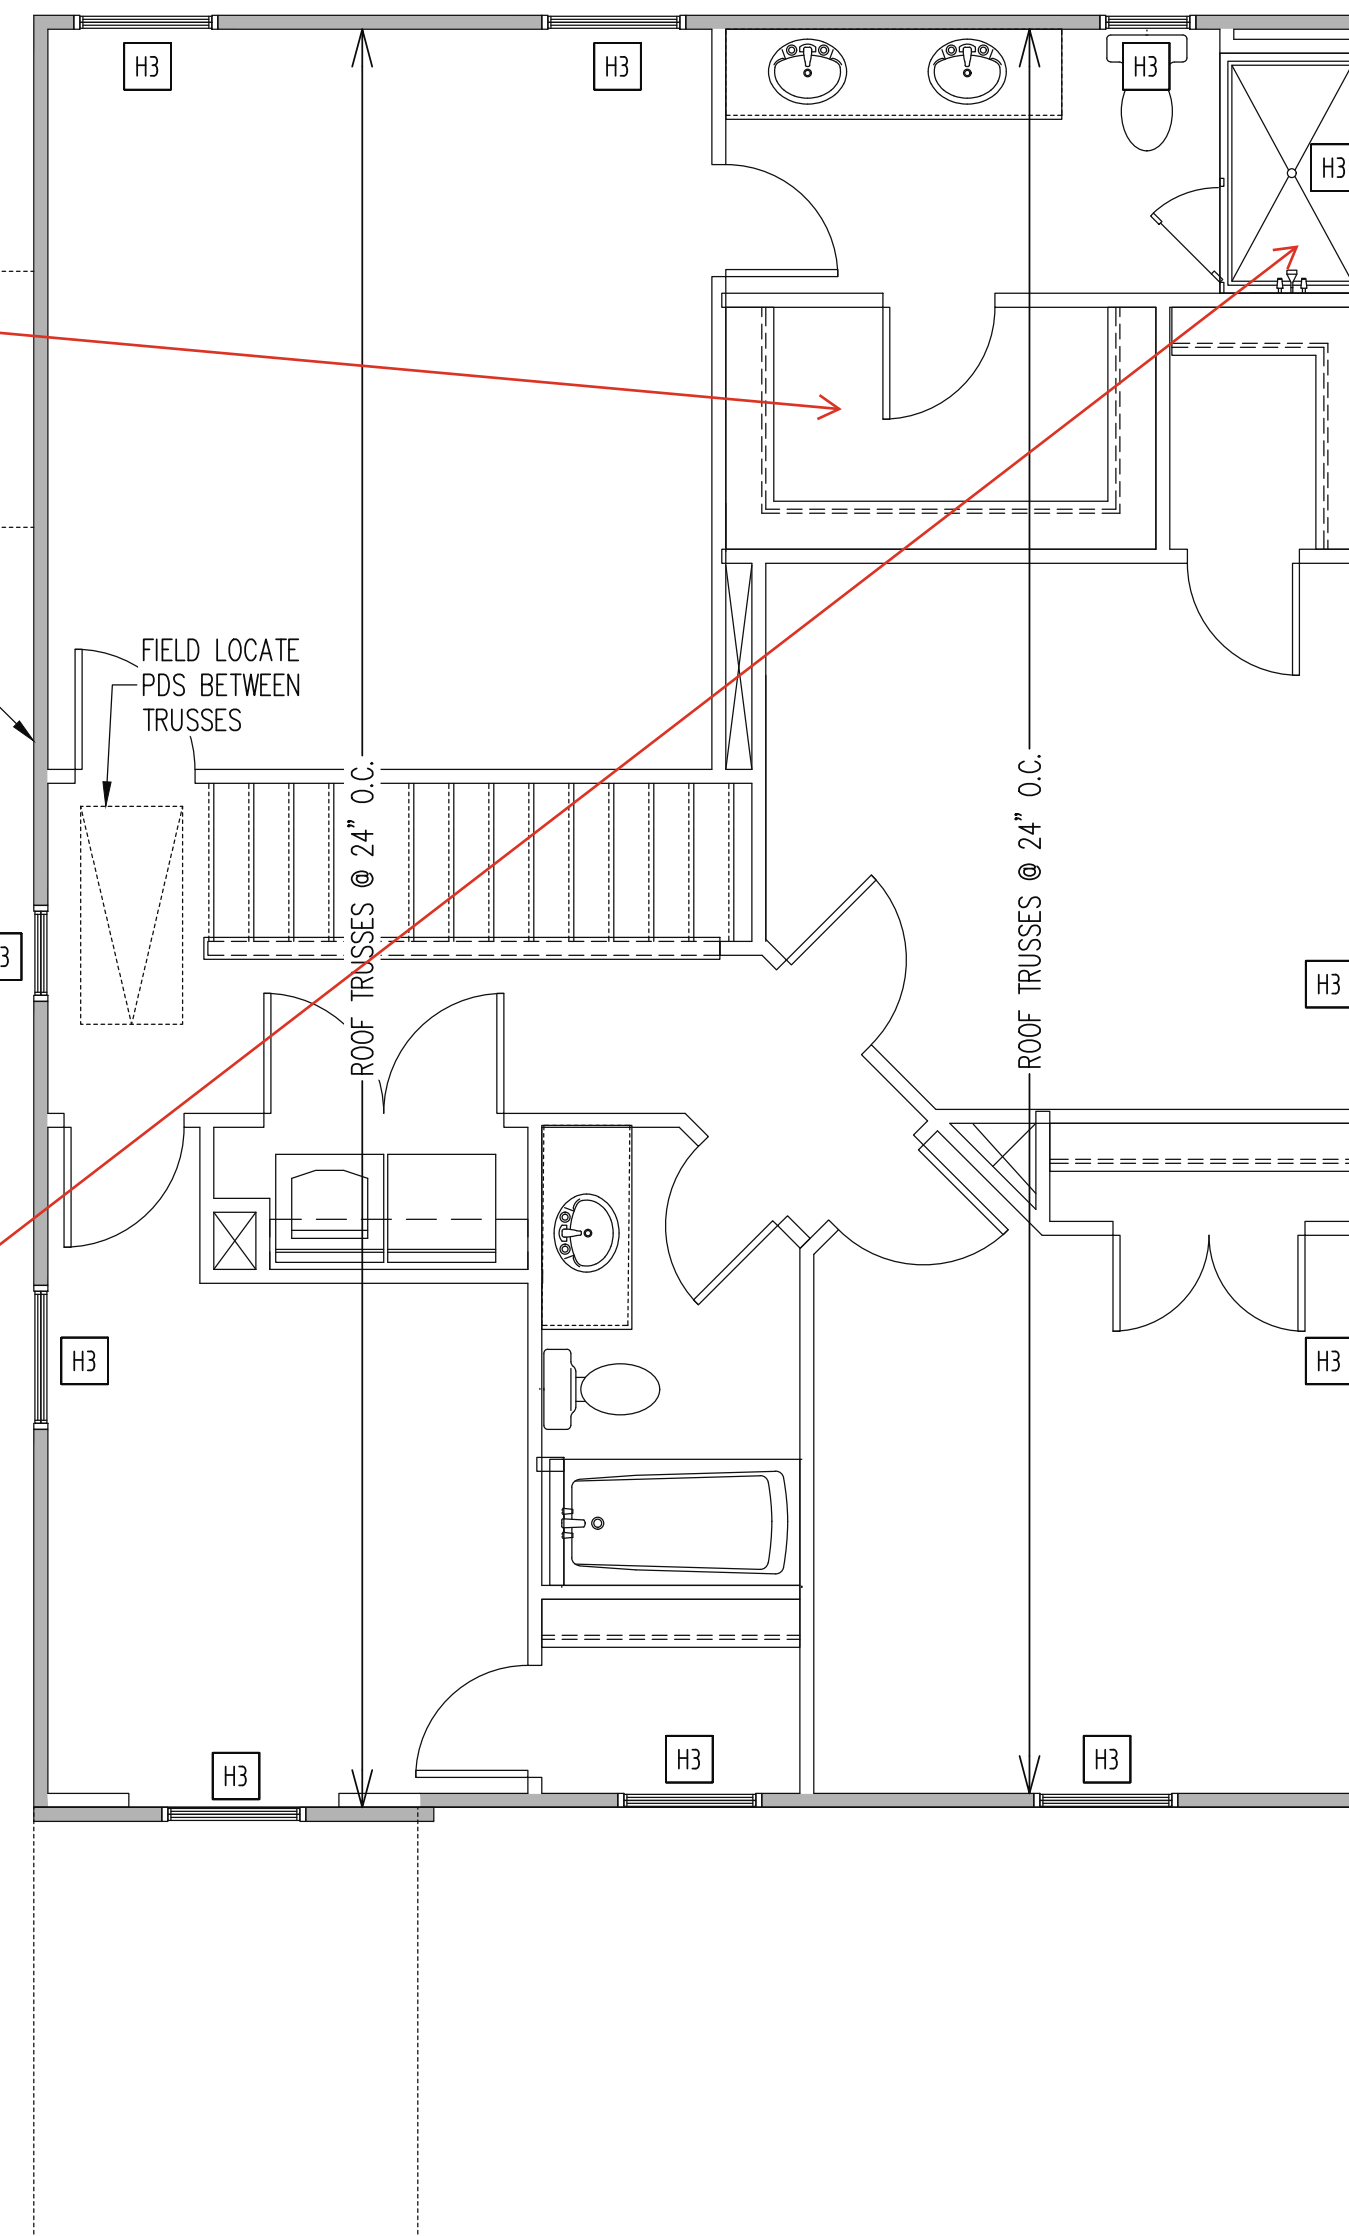 H3
H3
H3
H3
FIELD LOCATE
PDS BETWEEN
TRUSSES
ROOF TRUSSES @ 24" O.C.
ROOF TRUSSES @ 24" O.C.
3
H3
H3
H3
H3
H3
H3